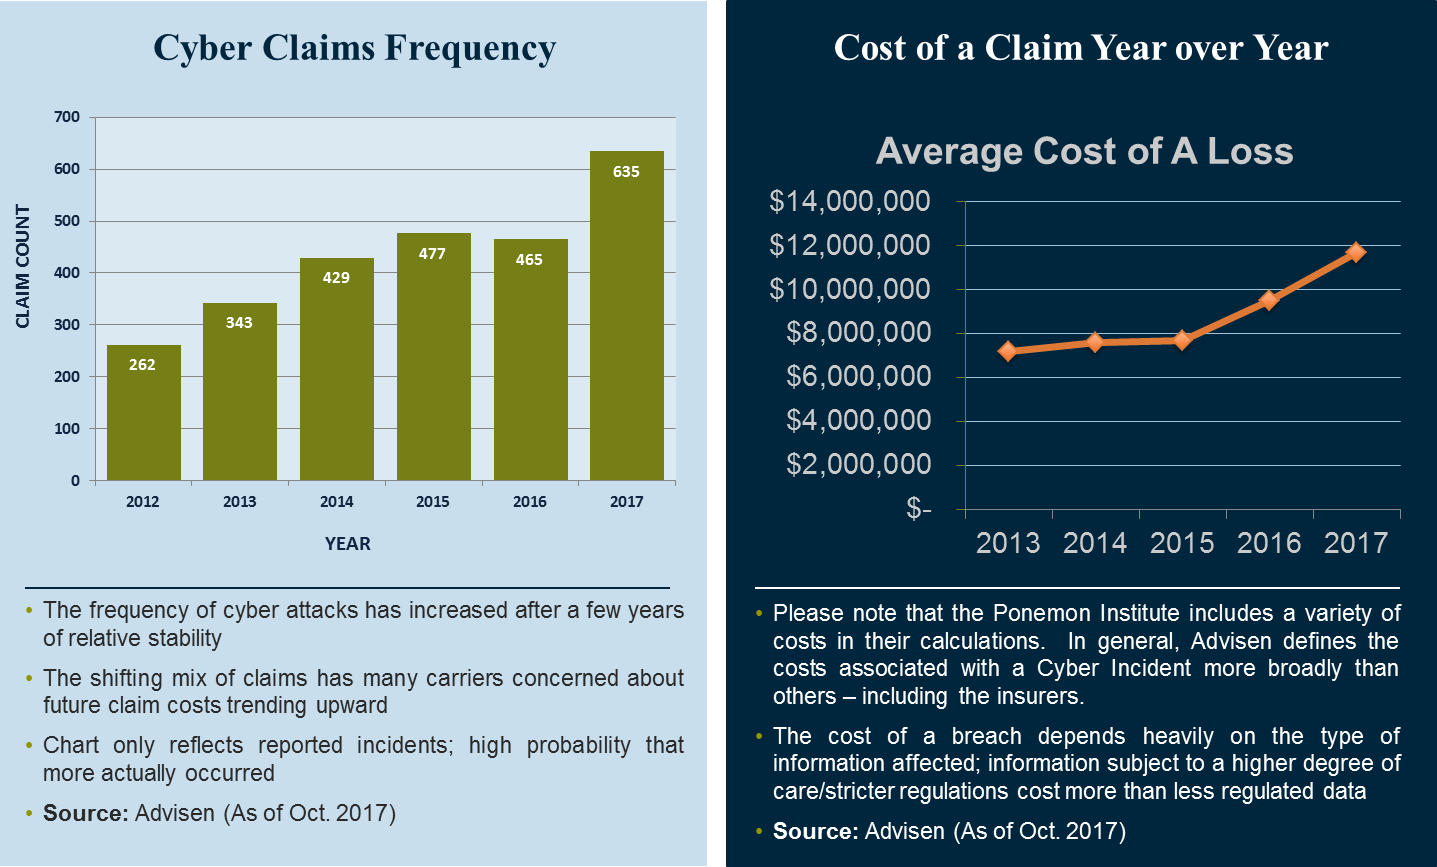 Cyber Claims Frequency
700
600
500
400
300
200
100
0
CLAIM COUNT
262
343
429
477
465
635
2012 2013 2014 2015 2016 2017
YEAR
• The frequency of cyber attacks has increased after a few years
of relative stability
• The shifting mix of claims has many carriers concerned about
future claim costs trending upward
• Chart only reflects reported incidents; high probability that
more actually occurred
• Source: Advisen (As of Oct. 2017)
Cost of a Claim Year over Year
Average Cost of A Loss
$14,000,000
$12,000,000
$10,000,000
$8,000,000
$6,000,000
$4,000,000
$2,000,000
$-
2013 2014 2015 2016 2017
• Please note that the Ponemon Institute includes a variety of
costs in their calculations. In general, Advisen defines the
costs associated with a Cyber Incident more broadly than
others – including the insurers.
• The cost of a breach depends heavily on the type of
information affected; information subject to a higher degree of
care/stricter regulations cost more than less regulated data
• Source: Advisen (As of Oct. 2017)